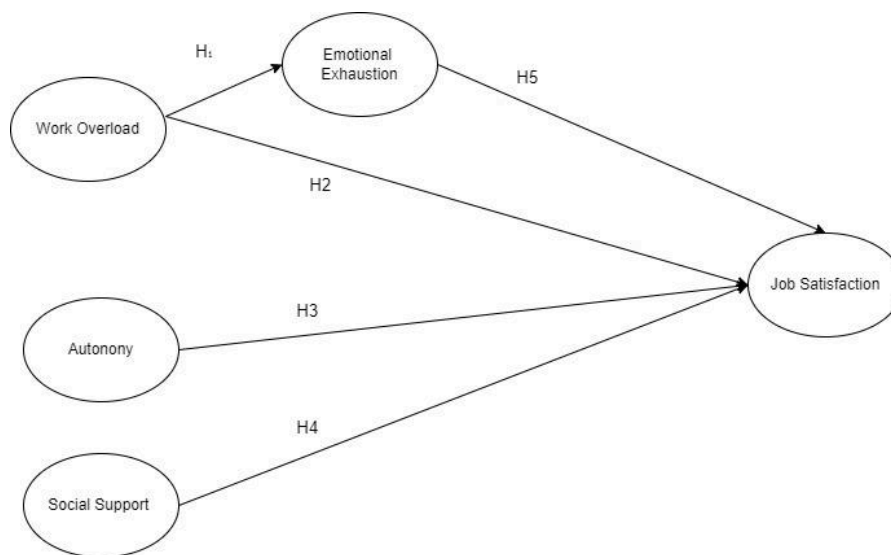 H₁
Emotional
Exhaustion
H5
Work Overload
H2
Job Satisfaction
H3
Autonony
H4
Social Support